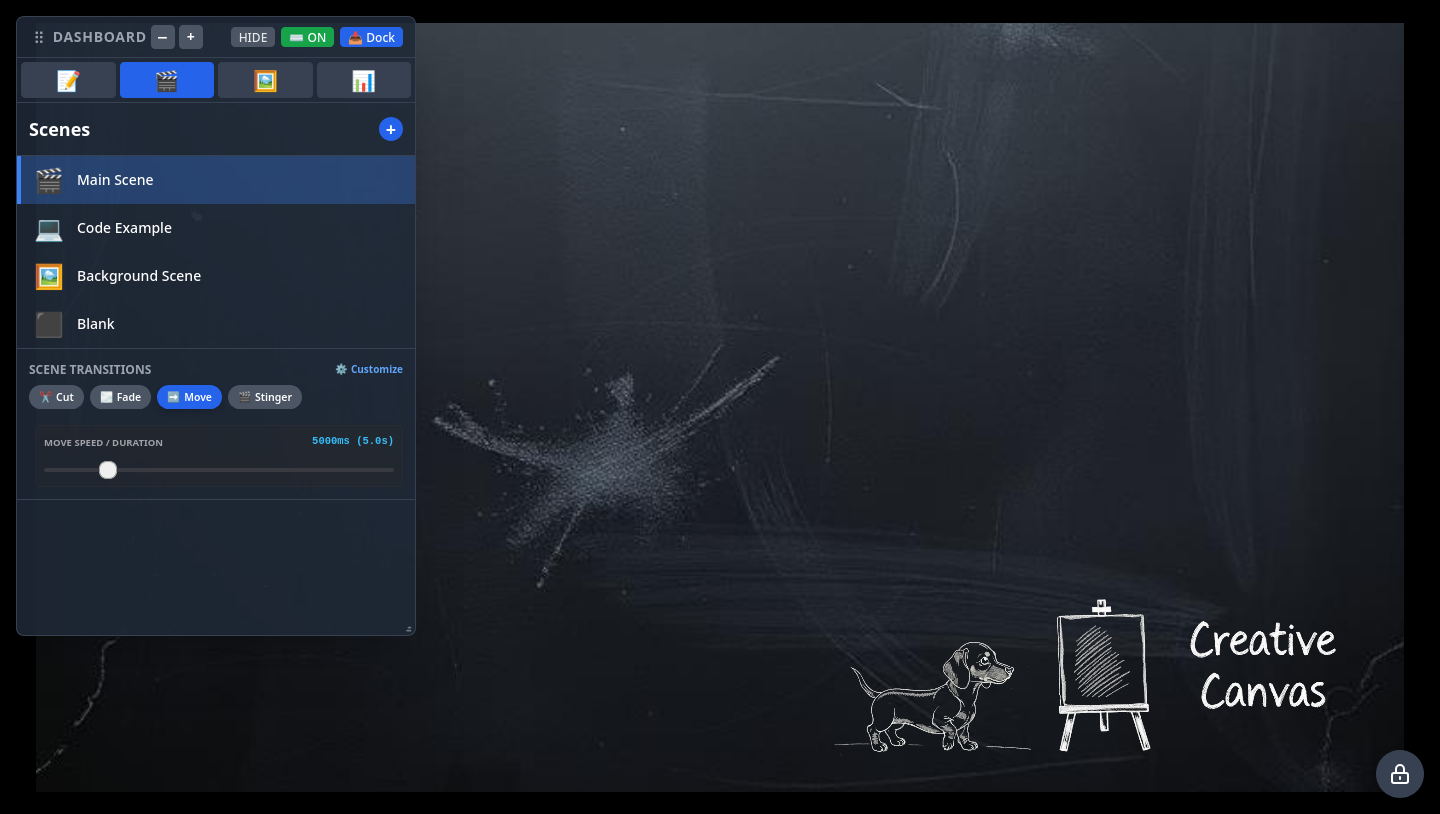 DASHBOARD − + HIDE ON Dock
Scenes +
Main Scene
Code Example
Background Scene
Blank
SCENE TRANSITIONS Customize
Cut Fade Move Stinger
MOVE SPEED / DURATION 5000ms (5.0s)
Creative
Canvas